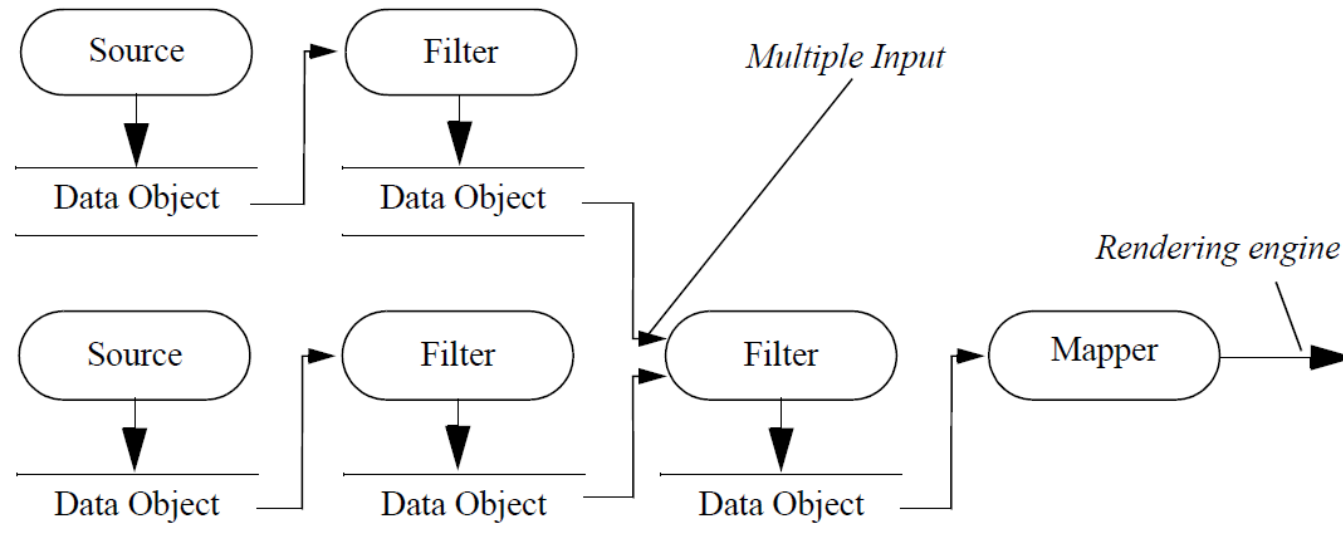 Source
Filter
Multiple Input
Data Object
Data Object
Rendering engine
Source
Filter
Filter
Mapper
Data Object
Data Object
Data Object